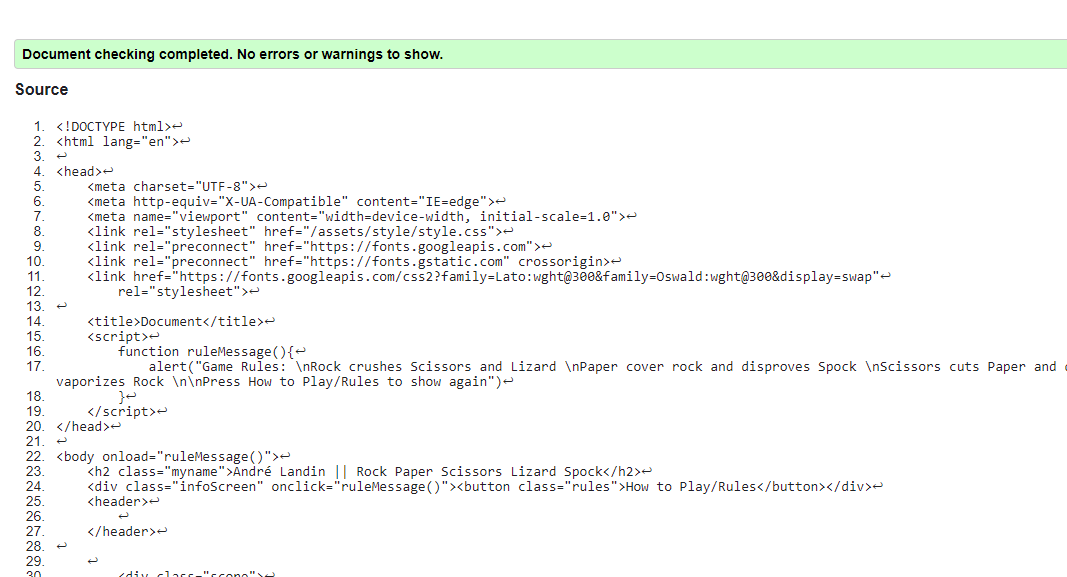 Document checking completed. No errors or warnings to show.
Source
1. <!DOCTYPE html>↩
2. <html lang="en">↩
3. ↩
4. <head>↩
5. <meta charset="UTF-8">↩
6. <meta http-equiv="X-UA-Compatible" content="IE=edge">↩
7. <meta name="viewport" content="width=device-width, initial-scale=1.0">↩
8. <link rel="stylesheet" href="/assets/style/style.css">↩
9. <link rel="preconnect" href="https://fonts.googleapis.com">↩
10. <link rel="preconnect" href="https://fonts.gstatic.com" crossorigin>↩
11. <link href="https://fonts.googleapis.com/css2?family=Lato:wght@300&family=Oswald:wght@300&display=swap"↩
12. rel="stylesheet">↩
13. ↩
14. <title>Document</title>↩
15. <script>↩
16. function ruleMessage(){↩
17. alert("Game Rules: \nRock crushes Scissors and Lizard \nPaper cover rock and disproves Spock \nScissors cuts Paper and
vaporizes Rock \n\nPress How to Play/Rules to show again")↩
18. }↩
19. </script>↩
20. </head>↩
21. ↩
22. <body onload="ruleMessage()">↩
23. <h2 class="myname">André Landin || Rock Paper Scissors Lizard Spock</h2>↩
24. <div class="infoScreen" onclick="ruleMessage()"><button class="rules">How to Play/Rules</button></div>↩
25. <header>↩
26. ↩
27. </header>↩
28. ↩
29. ↩
30. <div class="scene">↩